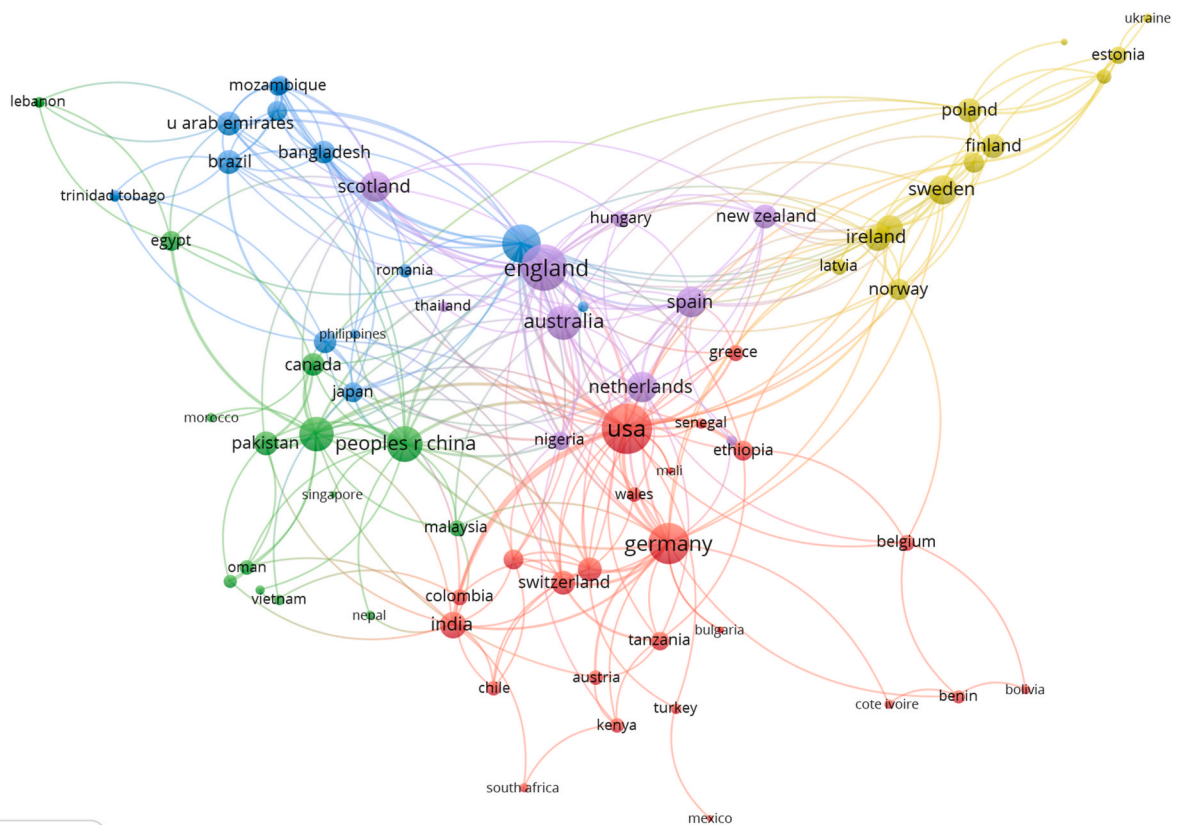 ukraine
estonia
mozambique
lebanon
poland
u arab emirates
finland
bangladesh
brazil
scotland
sweden
trinidad tobago
hungary
new zealand
egypt
ireland
latvia
england
romania
norway
thailand
spain
australia
philippines
greece
canada
netherlands
japan
morocco
senegal
usa
pakistan
peoples r china
nigeria
ethiopia
mali
singapore
wales
malaysia
germany
belgium
oman
switzerland
vietnam
colombia
nepal
india
bulgaria
tanzania
austria
chile
bolivia
benin
cote ivoire
turkey
kenya
south africa
mexico